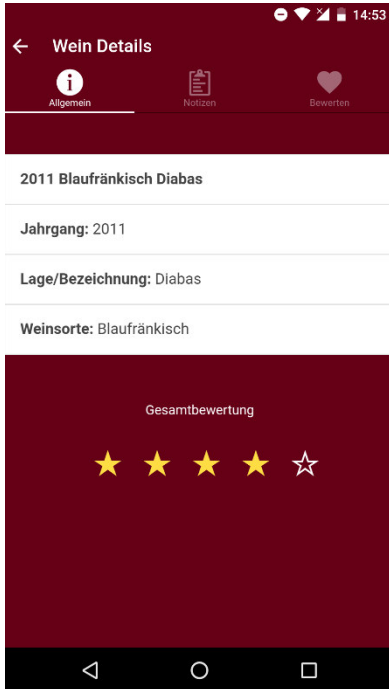 14:53
Wein Details
Allgemein
Notizen
Bewerten
2011 Blaufränkisch Diabas
Jahrgang: 2011
Lage/Bezeichnung: Diabas
Weinsorte: Blaufränkisch
Gesamtbewertung